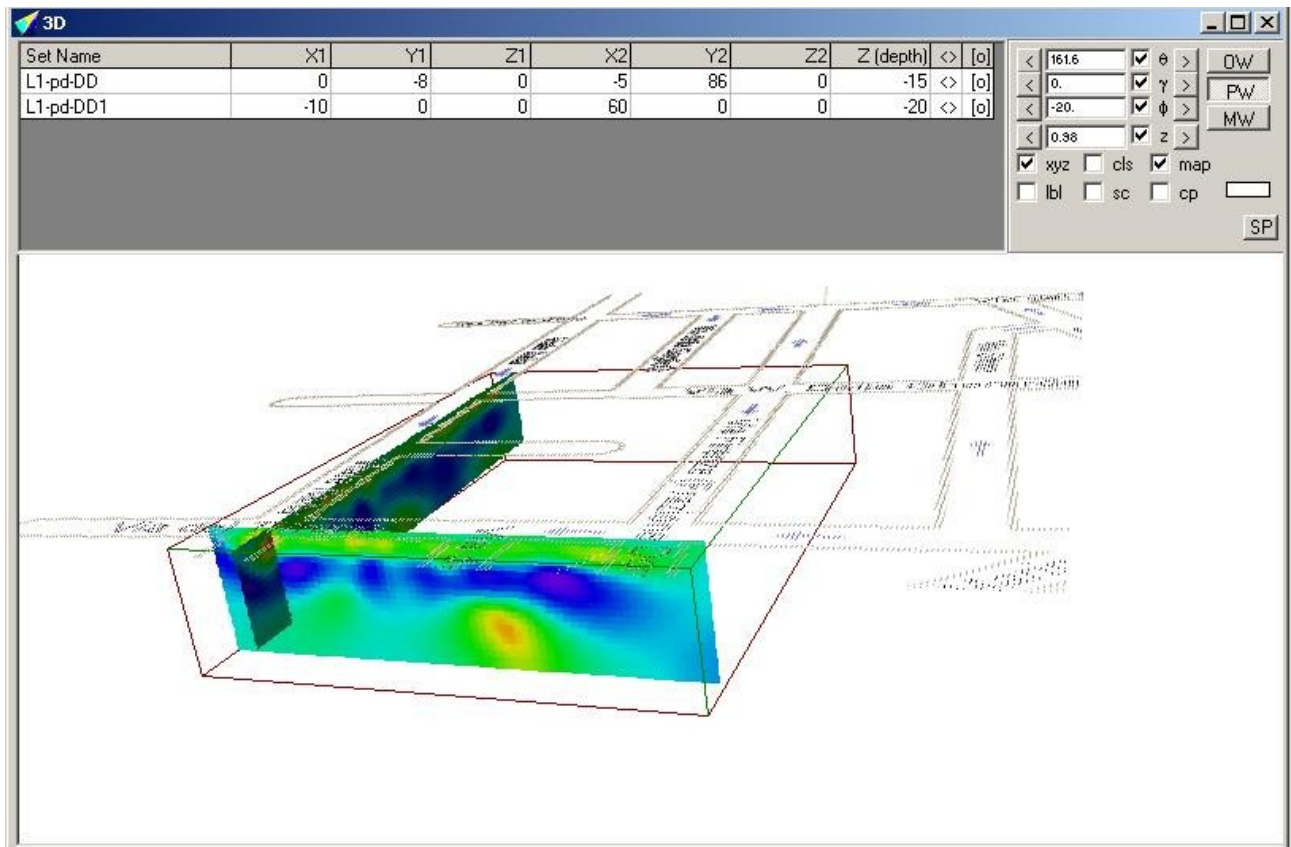 3D
Set Name X1 Y1 Z1 X2 Y2 Z2 Z (depth) <> [o]
L1-pd-DD 0 -8 0 -5 86 0 -15 <> [o]
L1-pd-DD1 -10 0 0 60 0 0 -20 <> [o]
< 161.6 θ > OW
< 0. γ > PW
< -20. ϕ > MW
< 0.98 z >
xyz cls map
lbl sc cp
SP